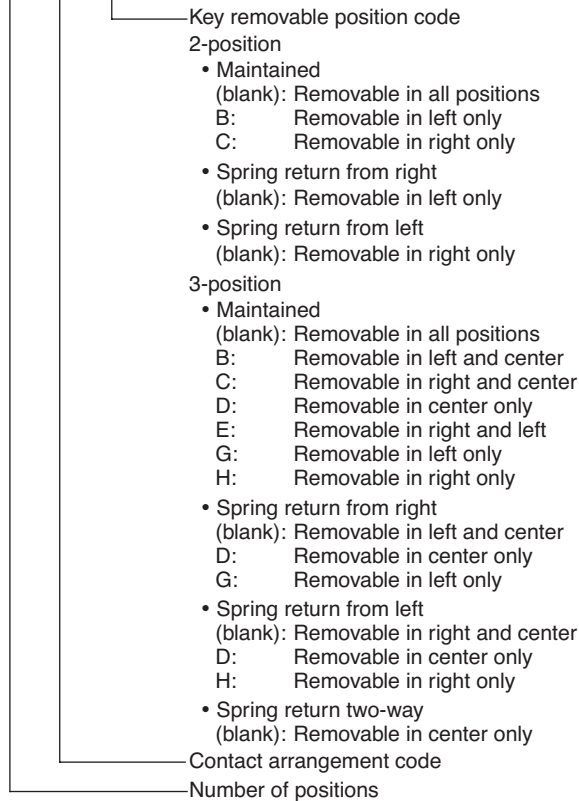 Key removable position code
2-position
• Maintained
(blank): Removable in all positions
B: Removable in left only
C: Removable in right only
• Spring return from right
(blank): Removable in left only
• Spring return from left
(blank): Removable in right only
3-position
• Maintained
(blank): Removable in all positions
B: Removable in left and center
C: Removable in right and center
D: Removable in center only
E: Removable in right and left
G: Removable in left only
H: Removable in right only
• Spring return from right
(blank): Removable in left and center
D: Removable in center only
G: Removable in left only
• Spring return from left
(blank): Removable in right and center
D: Removable in center only
H: Removable in right only
• Spring return two-way
(blank): Removable in center only
Contact arrangement code
Number of positions